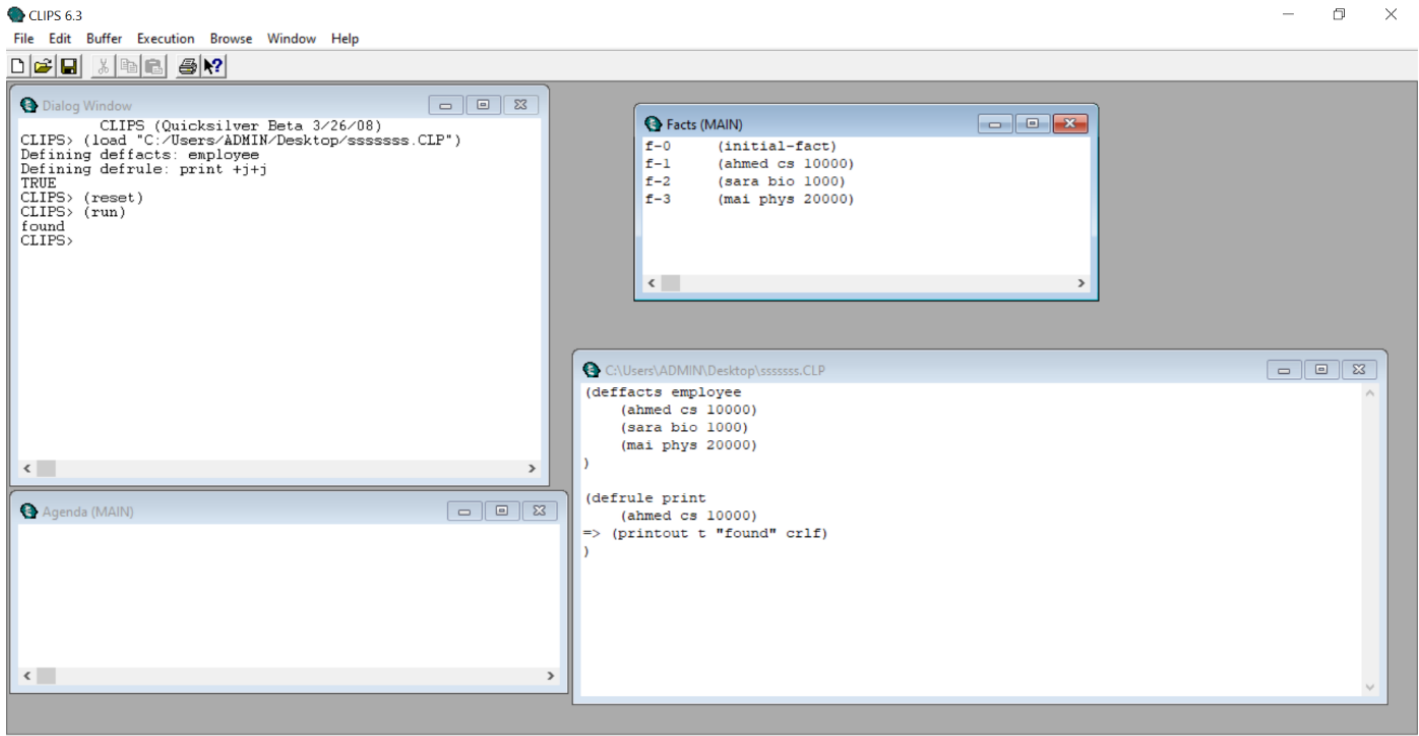 CLIPS 6.3
File Edit Buffer Execution Browse Window Help
Dialog Window
CLIPS (Quicksilver Beta 3/26/08)
CLIPS> (load "C:/Users/ADMIN/Desktop/sssssss.CLP")
Defining deffacts: employee
Defining defrule: print +j+j
TRUE
CLIPS> (reset)
CLIPS> (run)
found
CLIPS>
Facts (MAIN)
f-0 (initial-fact)
f-1 (ahmed cs 10000)
f-2 (sara bio 1000)
f-3 (mai phys 20000)
Agenda (MAIN)
C:\Users\ADMIN\Desktop\sssssss.CLP
(deffacts employee
(ahmed cs 10000)
(sara bio 1000)
(mai phys 20000)
)
(defrule print
(ahmed cs 10000)
=> (printout t "found" crlf)
)